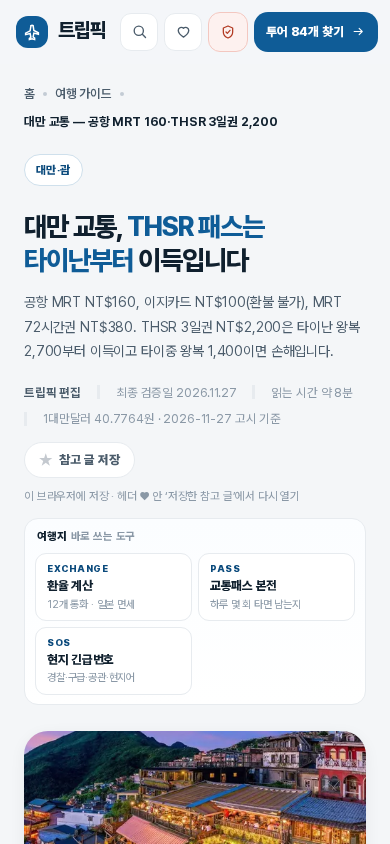 트립픽
투어 84개 찾기 →
홈 • 여행 가이드 •
대만 교통 — 공항 MRT 160·THSR 3일권 2,200
대만·괌
대만 교통, THSR 패스는
타이난부터 이득입니다
공항 MRT NT$160, 이지카드 NT$100(환불 불가), MRT
72시간권 NT$380. THSR 3일권 NT$2,200은 타이난 왕복
2,700부터 이득이고 타이중 왕복 1,400이면 손해입니다.
트립픽 편집 | 최종 검증일 2026.11.27 | 읽는 시간 약 8분
| 1대만달러 40.7764원 · 2026-11-27 고시 기준
★ 참고 글 저장
이 브라우저에 저장 · 헤더 ♥ 안 '저장한 참고 글'에서 다시 열기
여행지 바로 쓰는 도구
EXCHANGE
환율 계산
12개 통화 · 일본 면세
PASS
교통패스 본전
하루 몇 회 타면 남는지
SOS
현지 긴급번호
경찰·구급·공관·현지어